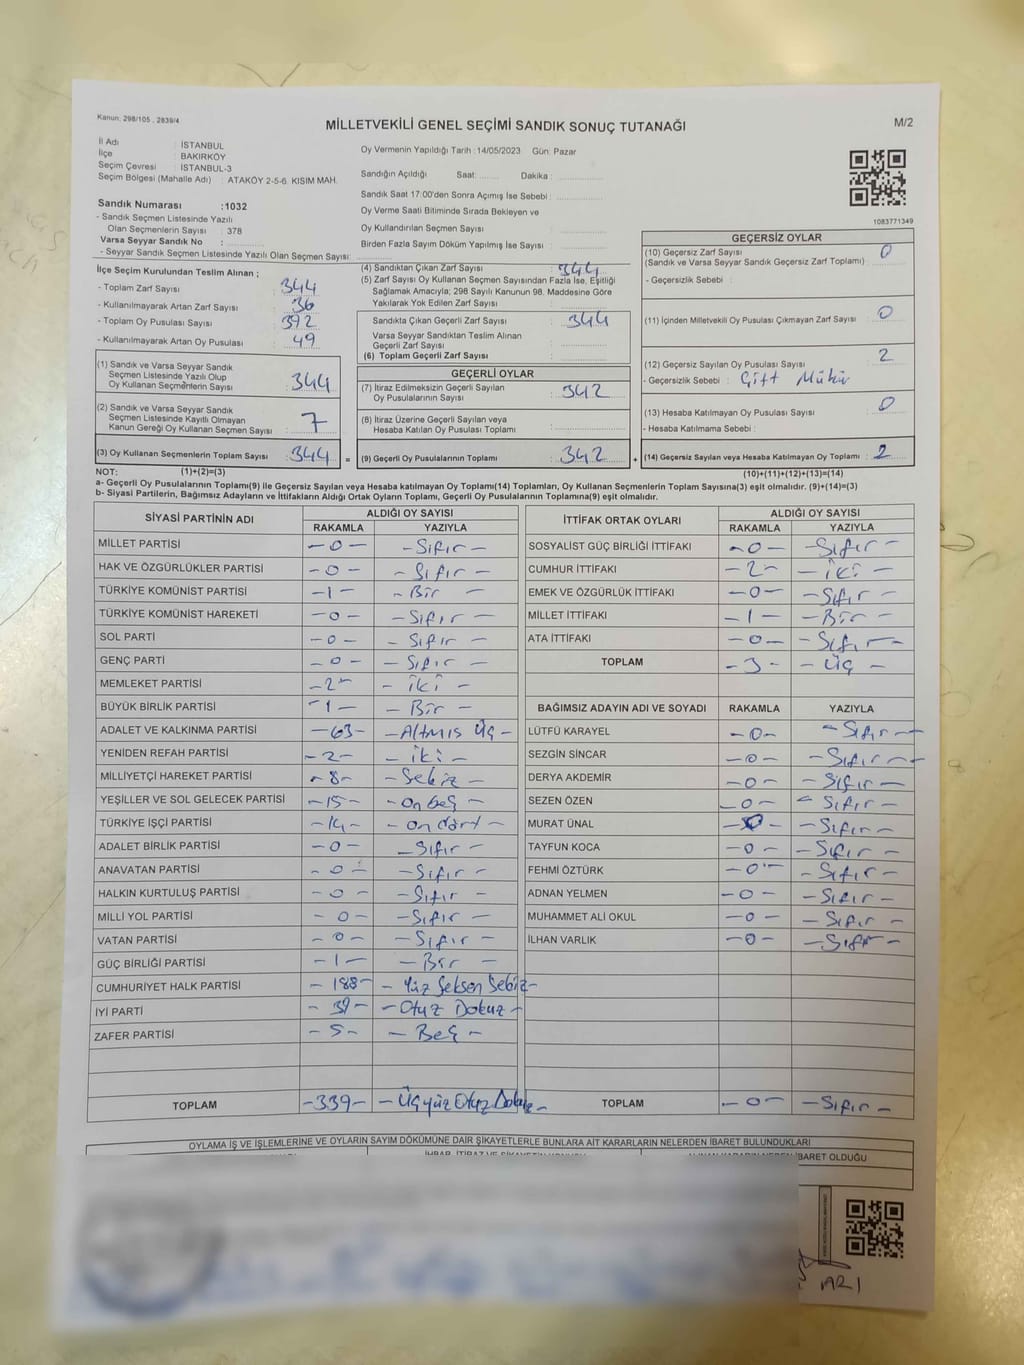 Kanun: 298/105 , 2839/4
MİLLETVEKİLİ GENEL SEÇİMİ SANDIK SONUÇ TUTANAĞI
M/2
İl Adı : İSTANBUL
İlçe : BAKIRKÖY
Seçim Çevresi : İSTANBUL-3
Seçim Bölgesi (Mahalle Adı) : ATAKÖY 2-5-6. KISIM MAH.
Sandık Numarası :1032
- Sandık Seçmen Listesinde Yazılı
Olan Seçmenlerin Sayısı : 378
Varsa Seyyar Sandık No :
- Seyyar Sandık Seçmen Listesinde Yazılı Olan Seçmen Sayısı:
Oy Vermenin Yapıldığı Tarih :14/05/2023 Gün: Pazar
Sandığın Açıldığı Saat: Dakika :
Sandık Saat 17:00'den Sonra Açmış İse Sebebi :
Oy Verme Saati Bitiminde Sırada Bekleyen ve
Oy Kullandırılan Seçmen Sayısı :
Birden Fazla Sayım Döküm Yapılmış İse Sayısı :
1083771349
İlçe Seçim Kurulundan Teslim Alınan ;
- Toplam Zarf Sayısı : 344
- Kullanılmayarak Artan Zarf Sayısı : 36
- Toplam Oy Pusulası Sayısı : 392
- Kullanılmayarak Artan Oy Pusulası : 49
(1) Sandık ve Varsa Seyyar Sandık
Seçmen Listesinde Yazılı Olup
Oy Kullanan Seçmenlerin Sayısı : 344
(2) Sandık ve Varsa Seyyar Sandık
Seçmen Listesinde Kayıtlı Olmayan
Kanun Gereği Oy Kullanan Seçmen Sayısı : 7
(3) Oy Kullanan Seçmenlerin Toplam Sayısı : 344 =
(4) Sandıktan Çıkan Zarf Sayısı : 344
(5) Zarf Sayısı Oy Kullanan Seçmen Sayısından Fazla İse, Eşitliği
Sağlamak Amacıyla; 298 Sayılı Kanunun 98. Maddesine Göre
Yakılarak Yok Edilen Zarf Sayısı :
Sandıkta Çıkan Geçerli Zarf Sayısı : 344
Varsa Seyyar Sandıktan Teslim Alınan
Geçerli Zarf Sayısı :
(6) Toplam Geçerli Zarf Sayısı :
GEÇERLİ OYLAR
(7) İtiraz Edilmeksizin Geçerli Sayılan
Oy Pusulalarının Sayısı : 342
(8) İtiraz Üzerine Geçerli Sayılan veya
Hesaba Katılan Oy Pusulası Toplamı :
(9) Geçerli Oy Pusulalarının Toplamı : 342 +
GEÇERSİZ OYLAR
(10) Geçersiz Zarf Sayısı : 0
(Sandık ve Varsa Seyyar Sandık Geçersiz Zarf Toplamı)
- Geçersizlik Sebebi :
(11) İçinden Milletvekili Oy Pusulası Çıkmayan Zarf Sayısı : 0
(12) Geçersiz Sayılan Oy Pusulası Sayısı : 2
- Geçersizlik Sebebi : Çift Mühür
(13) Hesaba Katılmayan Oy Pusulası Sayısı : 0
- Hesaba Katılmama Sebebi :
(14) Geçersiz Sayılan veya Hesaba Katılmayan Oy Toplamı : 2
NOT: (1)+(2)=(3) (10)+(11)+(12)+(13)=(14)
a- Geçerli Oy Pusulalarının Toplamı(9) ile Geçersiz Sayılan veya Hesaba Katılmayan Oy Toplamı(14) Toplamları, Oy Kullanan Seçmenlerin Toplam Sayısına(3) eşit olmalıdır. (9)+(14)=(3)
b- Siyasi Partilerin, Bağımsız Adayların ve İttifakların Aldığı Ortak Oyların Toplamı, Geçerli Oy Pusulalarının Toplamına(9) eşit olmalıdır.
SİYASİ PARTİNİN ADI ALDIĞI OY SAYISI
RAKAMLA YAZIYLA
MİLLET PARTİSİ -0- -Sıfır-
HAK VE ÖZGÜRLÜKLER PARTİSİ -0- -Sıfır-
TÜRKİYE KOMÜNİST PARTİSİ -1- -Bir-
TÜRKİYE KOMÜNİST HAREKETİ -0- -Sıfır-
SOL PARTİ -0- -Sıfır-
GENÇ PARTİ -0- -Sıfır-
MEMLEKET PARTİSİ -2- -İki-
BÜYÜK BİRLİK PARTİSİ -1- -Bir-
ADALET VE KALKINMA PARTİSİ -63- -Altmış Üç-
YENİDEN REFAH PARTİSİ -2- -İki-
MİLLİYETÇİ HAREKET PARTİSİ -8- -Sekiz-
YEŞİLLER VE SOL GELECEK PARTİSİ -15- -On beş-
TÜRKİYE İŞÇİ PARTİSİ -14- -On dört-
ADALET BİRLİK PARTİSİ -0- -Sıfır-
ANAVATAN PARTİSİ -0- -Sıfır-
HALKIN KURTULUŞ PARTİSİ -0- -Sıfır-
MİLLİ YOL PARTİSİ -0- -Sıfır-
VATAN PARTİSİ -0- -Sıfır-
GÜÇ BİRLİĞİ PARTİSİ -1- -Bir-
CUMHURİYET HALK PARTİSİ -188- -Yüz Seksen Sekiz-
İYİ PARTİ -39- -Otuz Dokuz-
ZAFER PARTİSİ -5- -Beş-
TOPLAM -339- -Üçyüz Otuz Dokuz-
İTTİFAK ORTAK OYLARI ALDIĞI OY SAYISI
RAKAMLA YAZIYLA
SOSYALİST GÜÇ BİRLİĞİ İTTİFAKI -0- -Sıfır-
CUMHUR İTTİFAKI -2- -İki-
EMEK VE ÖZGÜRLÜK İTTİFAKI -0- -Sıfır-
MİLLET İTTİFAKI -1- -Bir-
ATA İTTİFAKI -0- -Sıfır-
TOPLAM -3- -Üç-
BAĞIMSIZ ADAYIN ADI VE SOYADI RAKAMLA YAZIYLA
LÜTFÜ KARAYEL -0- -Sıfır-
SEZGİN SİNCAR -0- -Sıfır-
DERYA AKDEMİR -0- -Sıfır-
SEZEN ÖZEN -0- -Sıfır-
MURAT ÜNAL -0- -Sıfır-
TAYFUN KOCA -0- -Sıfır-
FEHMİ ÖZTÜRK -0- -Sıfır-
ADNAN YELMEN -0- -Sıfır-
MUHAMMET ALİ OKUL -0- -Sıfır-
İLHAN VARLIK -0- -Sıfır-
TOPLAM -0- -Sıfır-
OYLAMA İŞ VE İŞLEMLERİNE VE OYLARIN SAYIM DÖKÜMÜNE DAİR ŞİKAYETLERLE BUNLARA AİT KARARLARIN NELERDEN İBARET BULUNDUKLARI
İBARET OLDUĞU